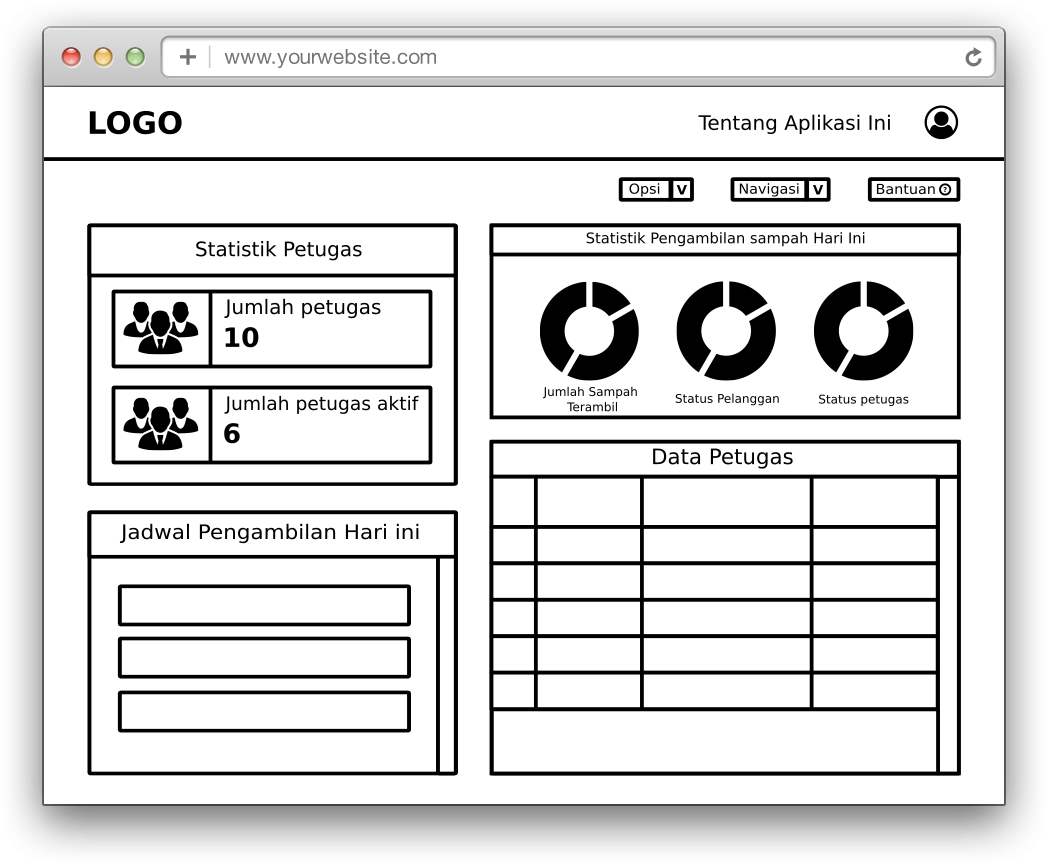 www.yourwebsite.com
LOGO
Tentang Aplikasi Ini
Opsi V
Navigasi V
Bantuan ?
Statistik Petugas
Jumlah petugas
10
Jumlah petugas aktif
6
Jadwal Pengambilan Hari ini
Statistik Pengambilan sampah Hari Ini
Jumlah Sampah
Terambil
Status Pelanggan
Status petugas
Data Petugas